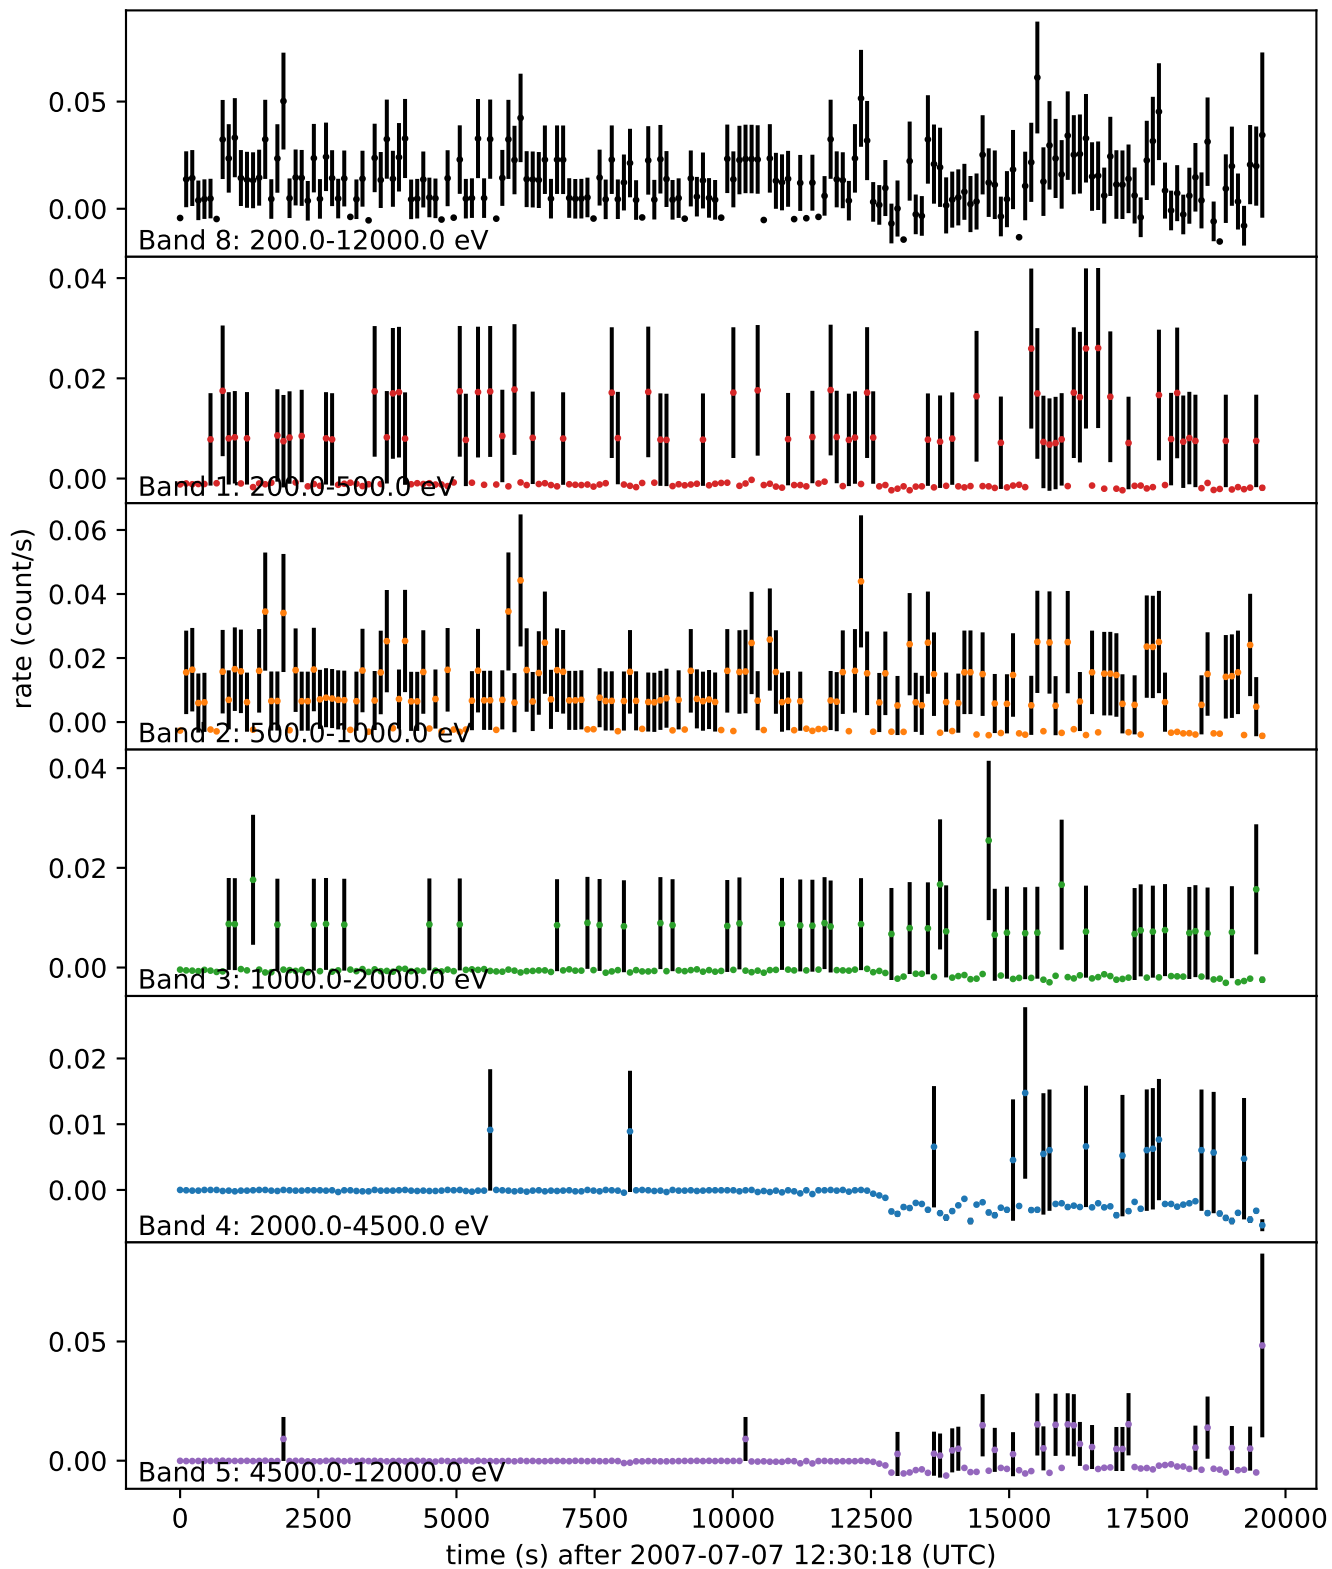 0.05
0.00
Band 8: 200.0-12000.0 eV
0.04
0.02
0.00
Band 1: 200.0-500.0 eV
rate (count/s)
0.06
0.04
0.02
0.00
Band 2: 500.0-1000.0 eV
0.04
0.02
0.00
Band 3: 1000.0-2000.0 eV
0.02
0.01
0.00
Band 4: 2000.0-4500.0 eV
0.05
0.00
Band 5: 4500.0-12000.0 eV
0 2500 5000 7500 10000 12500 15000 17500 20000
time (s) after 2007-07-07 12:30:18 (UTC)